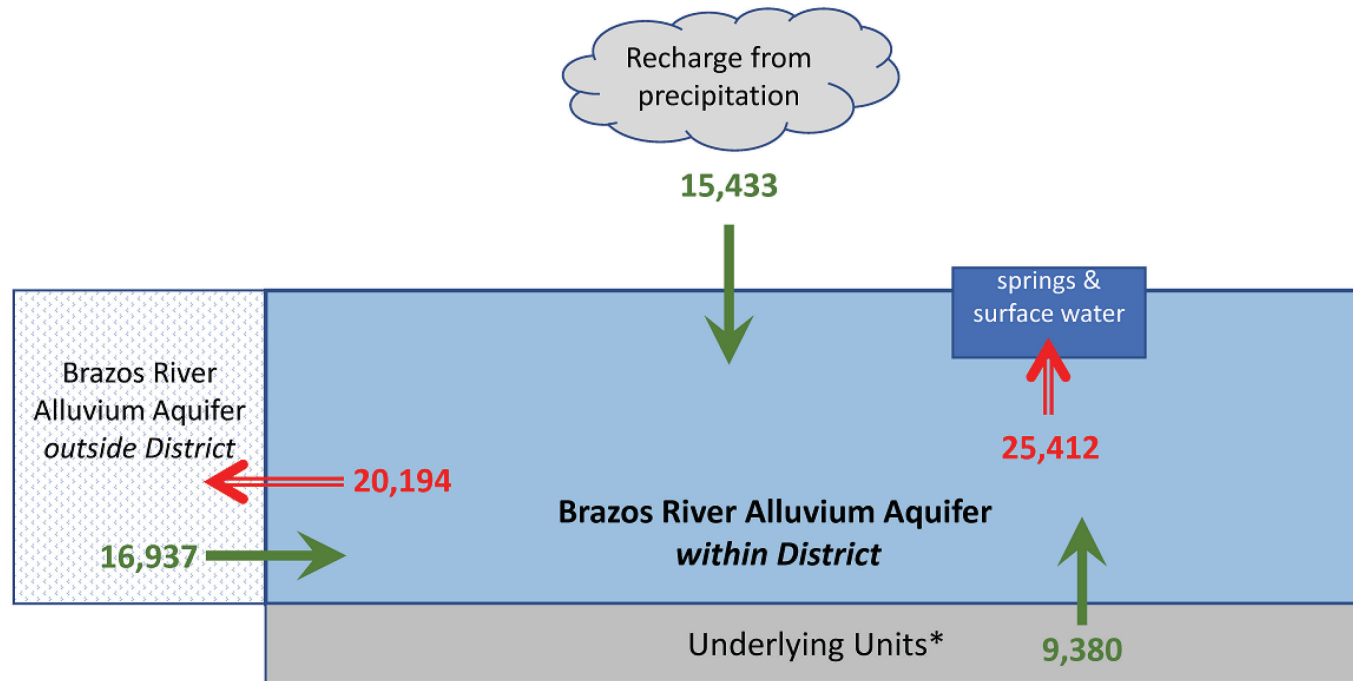 Recharge from
precipitation
15,433
springs &
surface water
Brazos River
Alluvium Aquifer
outside District
20,194
25,412
Brazos River Alluvium Aquifer
within District
16,937
Underlying Units*
9,380